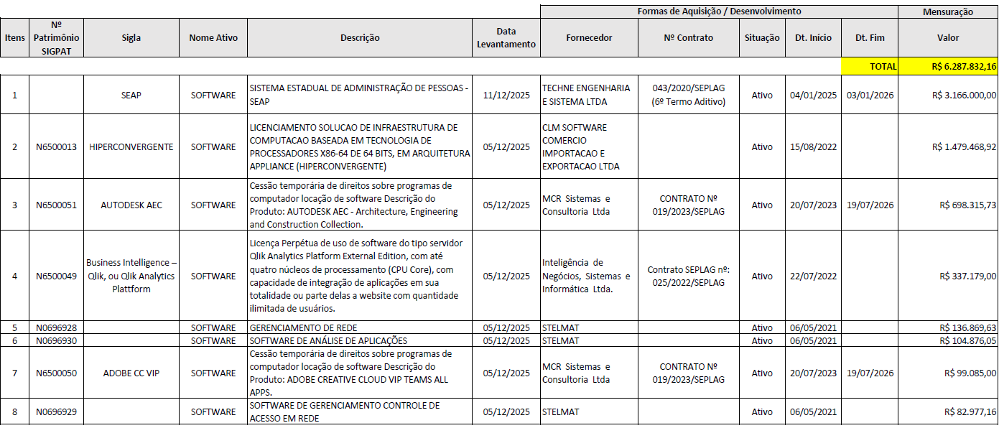 Formas de Aquisição / Desenvolvimento Mensuração
Itens Nº Patrimônio SIGPAT Sigla Nome Ativo Descrição Data Levantamento Fornecedor Nº Contrato Situação Dt. Início Dt. Fim Valor
TOTAL R$ 6.287.832,16
1 SEAP SOFTWARE SISTEMA ESTADUAL DE ADMINISTRAÇÃO DE PESSOAS - SEAP 11/12/2025 TECHNE ENGENHARIA E SISTEMA LTDA 043/2020/SEPLAG (6º Termo Aditivo) Ativo 04/01/2025 03/01/2026 R$ 3.166.000,00
2 N6500013 HIPERCONVERGENTE SOFTWARE LICENCIAMENTO SOLUCAO DE INFRAESTRUTURA DE COMPUTACAO BASEADA EM TECNOLOGIA DE PROCESSADORES X86-64 DE 64 BITS, EM ARQUITETURA APPLIANCE (HIPERCONVERGENTE) 05/12/2025 CLM SOFTWARE COMERCIO IMPORTACAO E EXPORTACAO LTDA Ativo 15/08/2022 R$ 1.479.468,92
3 N6500051 AUTODESK AEC SOFTWARE Cessão temporária de direitos sobre programas de computador locação de software Descrição do Produto: AUTODESK AEC - Architecture, Engineering and Construction Collection. 05/12/2025 MCR Sistemas e Consultoria Ltda CONTRATO Nº 019/2023/SEPLAG Ativo 20/07/2023 19/07/2026 R$ 698.315,73
4 N6500049 Business Intelligence – Qlik, ou Qlik Analytics Plattform SOFTWARE Licença Perpétua de uso de software do tipo servidor Qlik Analytics Platform External Edition, com até quatro núcleos de processamento (CPU Core), com capacidade de integração de aplicações em sua totalidade ou parte delas a website com quantidade ilimitada de usuários. 05/12/2025 Inteligência de Negócios, Sistemas e Informática Ltda. Contrato SEPLAG nº: 025/2022/SEPLAG Ativo 22/07/2022 R$ 337.179,00
5 N0696928 SOFTWARE GERENCIAMENTO DE REDE 05/12/2025 STELMAT Ativo 06/05/2021 R$ 136.869,63
6 N0696930 SOFTWARE SOFTWARE DE ANÁLISE DE APLICAÇÕES 05/12/2025 STELMAT Ativo 06/05/2021 R$ 104.876,05
7 N6500050 ADOBE CC VIP SOFTWARE Cessão temporária de direitos sobre programas de computador locação de software Descrição do Produto: ADOBE CREATIVE CLOUD VIP TEAMS ALL APPS. 05/12/2025 MCR Sistemas e Consultoria Ltda CONTRATO Nº 019/2023/SEPLAG Ativo 20/07/2023 19/07/2026 R$ 99.085,00
8 N0696929 SOFTWARE SOFTWARE DE GERENCIAMENTO CONTROLE DE ACESSO EM REDE 05/12/2025 STELMAT Ativo 06/05/2021 R$ 82.977,16